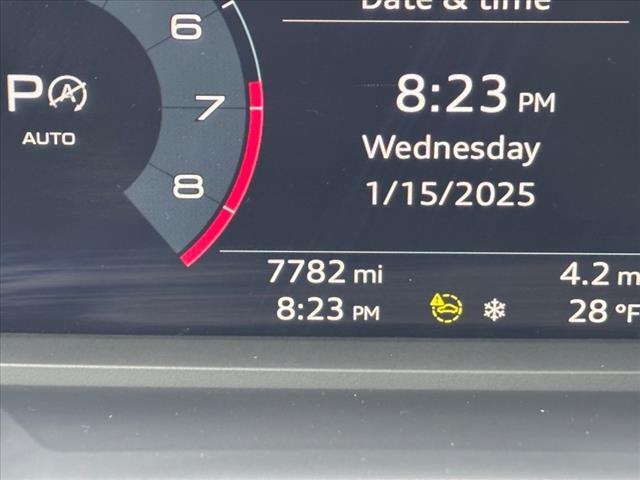 Date & time
6
7
8
P A
AUTO
8:23 PM
Wednesday
1/15/2025
7782 mi
4.2 m
8:23 PM
28 °F